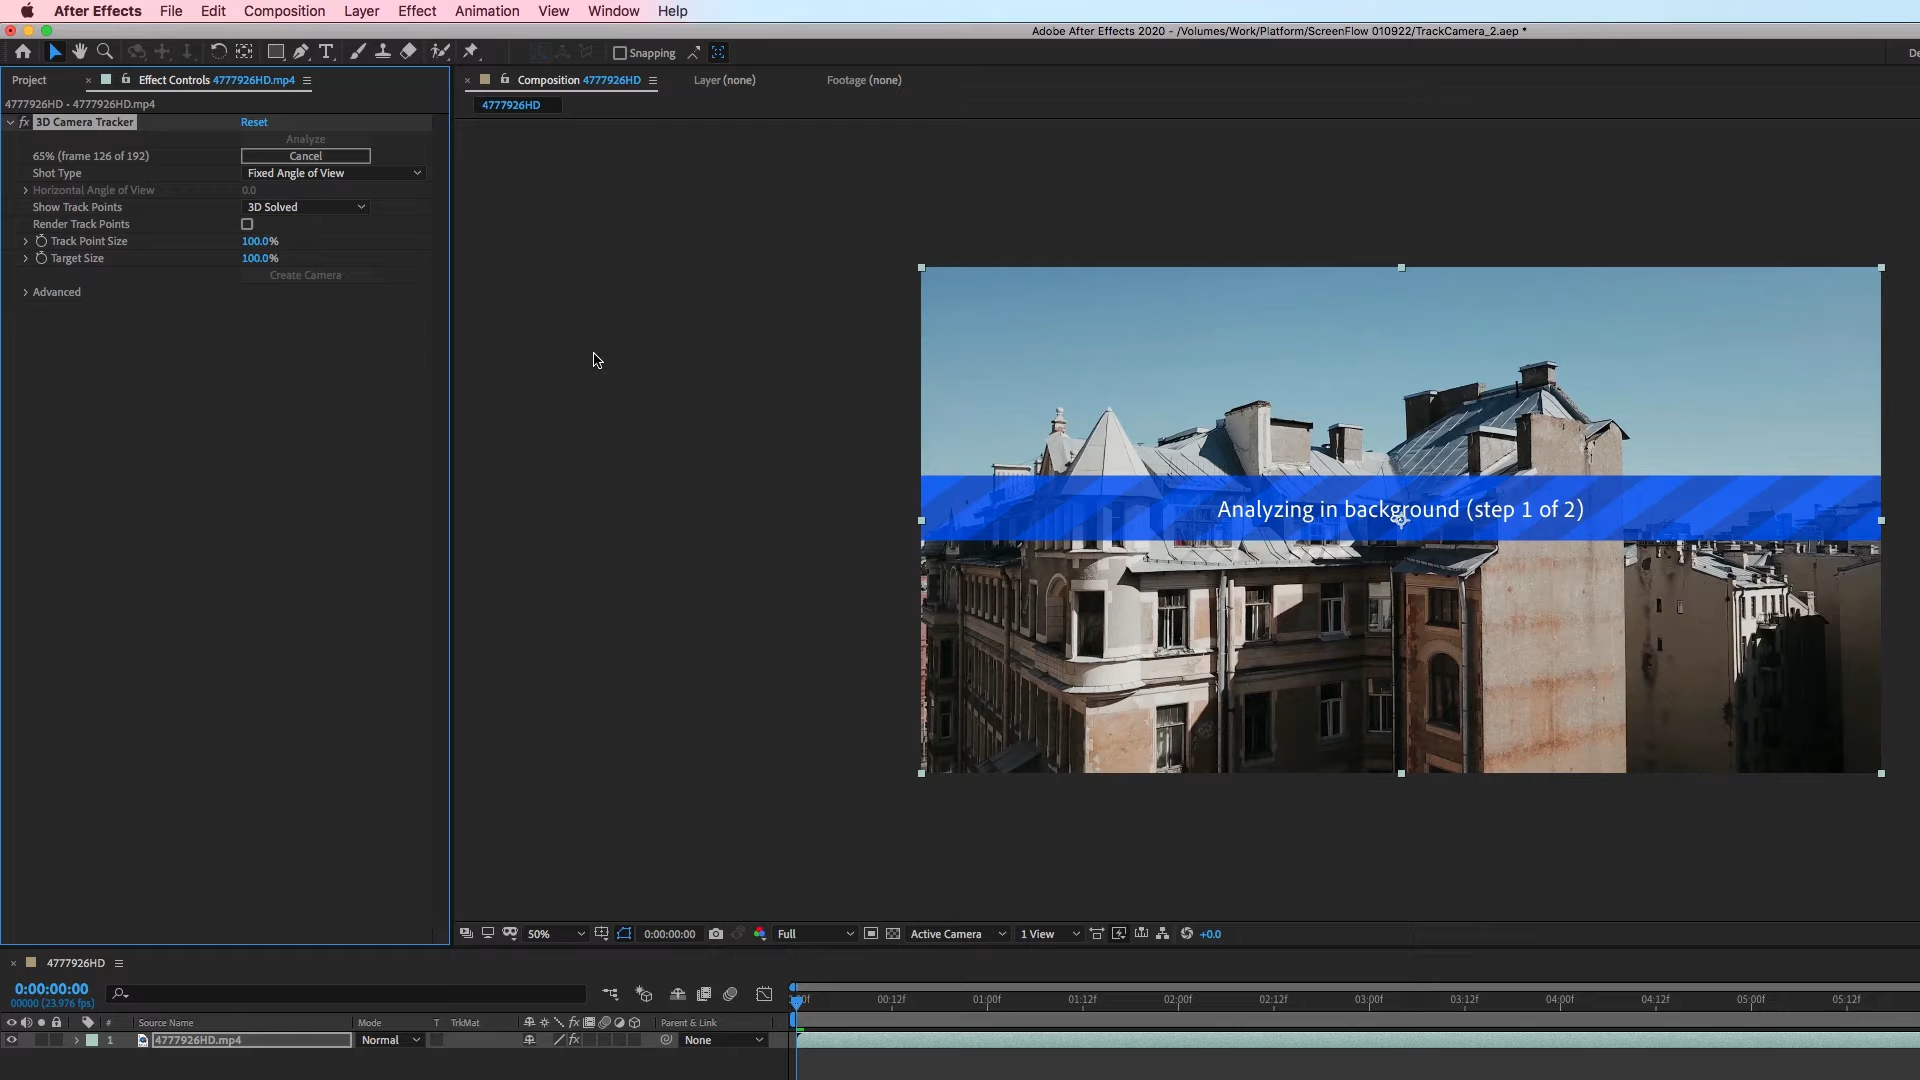 After Effects File Edit Composition Layer Effect Animation View Window Help
Adobe After Effects 2020 - /Volumes/Work/Platform/ScreenFlow 010922/TrackCamera_2.aep *
Snapping
De
Project × Effect Controls 4777926HD.mp4
× Composition 4777926HD Layer (none) Footage (none)
4777926HD • 4777926HD.mp4
4777926HD
fx 3D Camera Tracker Reset
Analyze
65% (frame 126 of 192) Cancel
Shot Type Fixed Angle of View
Horizontal Angle of View 0.0
Show Track Points 3D Solved
Render Track Points
Track Point Size 100.0%
Target Size 100.0%
Create Camera
Advanced
Analyzing in background (step 1 of 2)
50% 0:00:00:00 Full Active Camera 1 View +0.0
× 4777926HD
0:00:00:00
00000 (23.976 fps)
00:12f 01:00f 01:12f 02:00f 02:12f 03:00f 03:12f 04:00f 04:12f 05:00f 05:12f
# Source Name Mode T TrkMat fx Parent & Link
1 4777926HD.mp4 Normal fx None